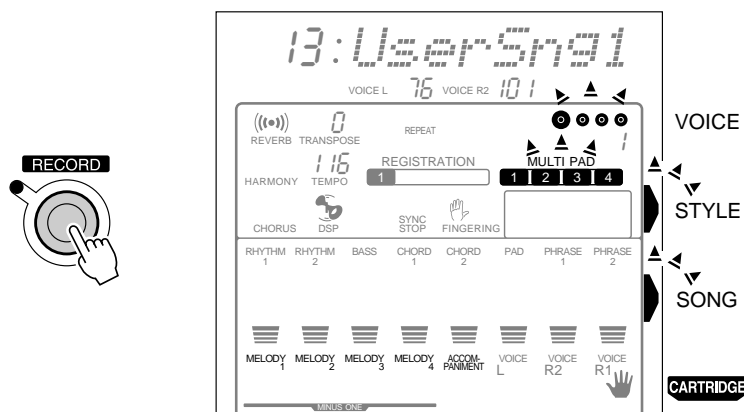 13:UserSng1
VOICE L 76 VOICE R2 101
RECORD
0
REVERB TRANSPOSE REPEAT 1
VOICE
116 REGISTRATION MULTI PAD
HARMONY TEMPO 1 1 2 3 4
STYLE
CHORUS DSP SYNC STOP FINGERING
RHYTHM 1 RHYTHM 2 BASS CHORD 1 CHORD 2 PAD PHRASE 1 PHRASE 2
SONG
MELODY 1 MELODY 2 MELODY 3 MELODY 4 ACCOM-PANIMENT VOICE L VOICE R2 VOICE R1
CARTRIDGE
MINUS ONE